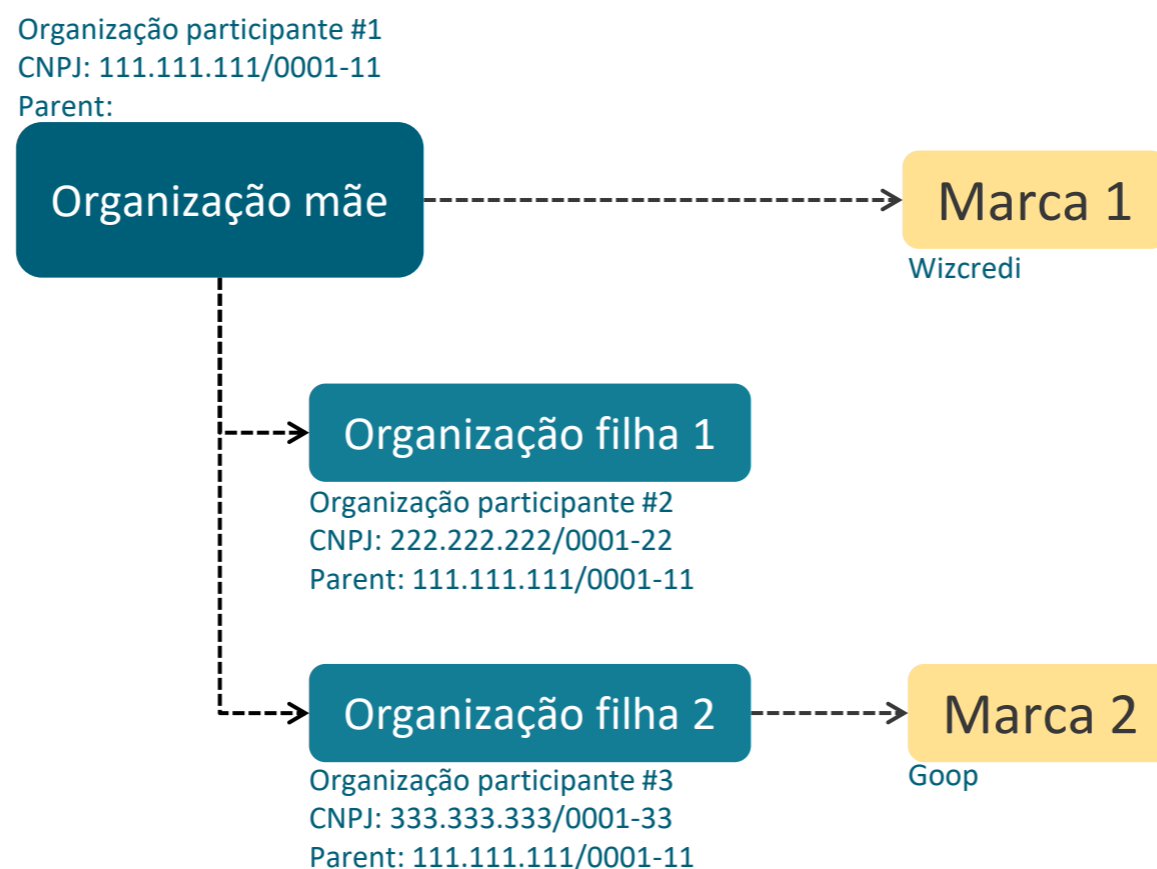 Organização participante #1
CNPJ: 111.111.111/0001-11
Parent:
Organização mãe
Marca 1
Wizcredi
Organização filha 1
Organização participante #2
CNPJ: 222.222.222/0001-22
Parent: 111.111.111/0001-11
Organização filha 2
Marca 2
Goop
Organização participante #3
CNPJ: 333.333.333/0001-33
Parent: 111.111.111/0001-11